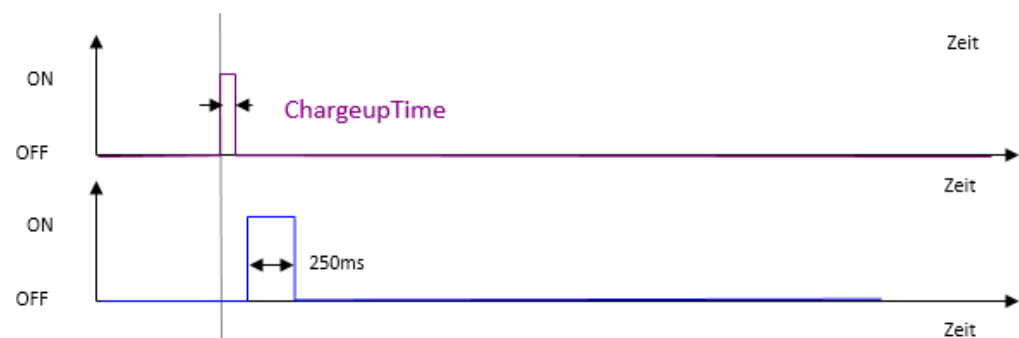 Zeit
ON
ChargeupTime
OFF
Zeit
ON
250ms
OFF
Zeit